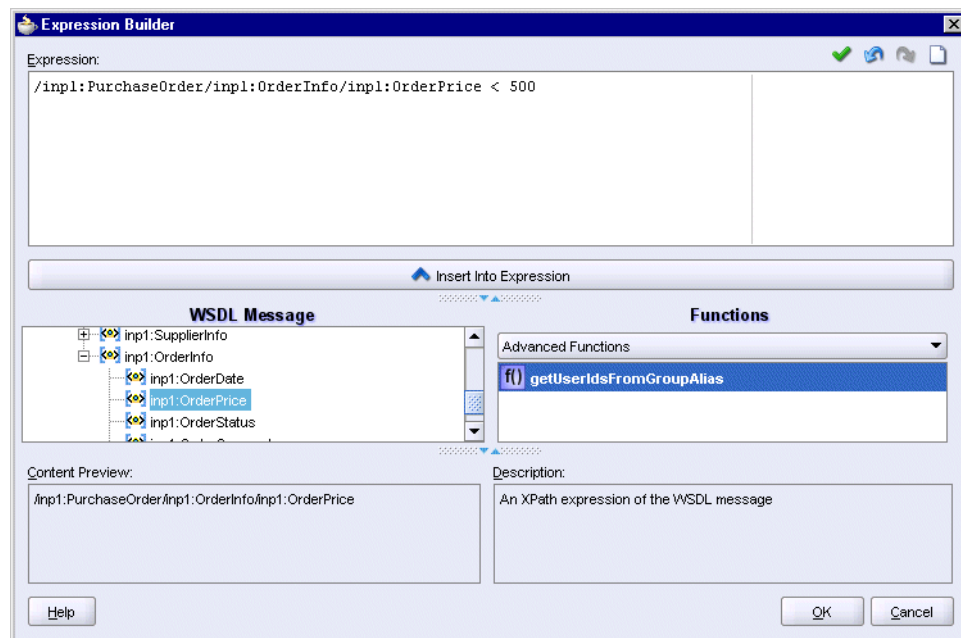 Expression Builder
Expression:
/inp1:PurchaseOrder/inp1:OrderInfo/inp1:OrderPrice < 500
Insert Into Expression
WSDL Message
Functions
inp1:SupplierInfo
inp1:OrderInfo
inp1:OrderDate
inp1:OrderPrice
inp1:OrderStatus
Advanced Functions
f() getUserIdsFromGroupAlias
Content Preview:
/inp1:PurchaseOrder/inp1:OrderInfo/inp1:OrderPrice
Description:
An XPath expression of the WSDL message
Help
OK
Cancel